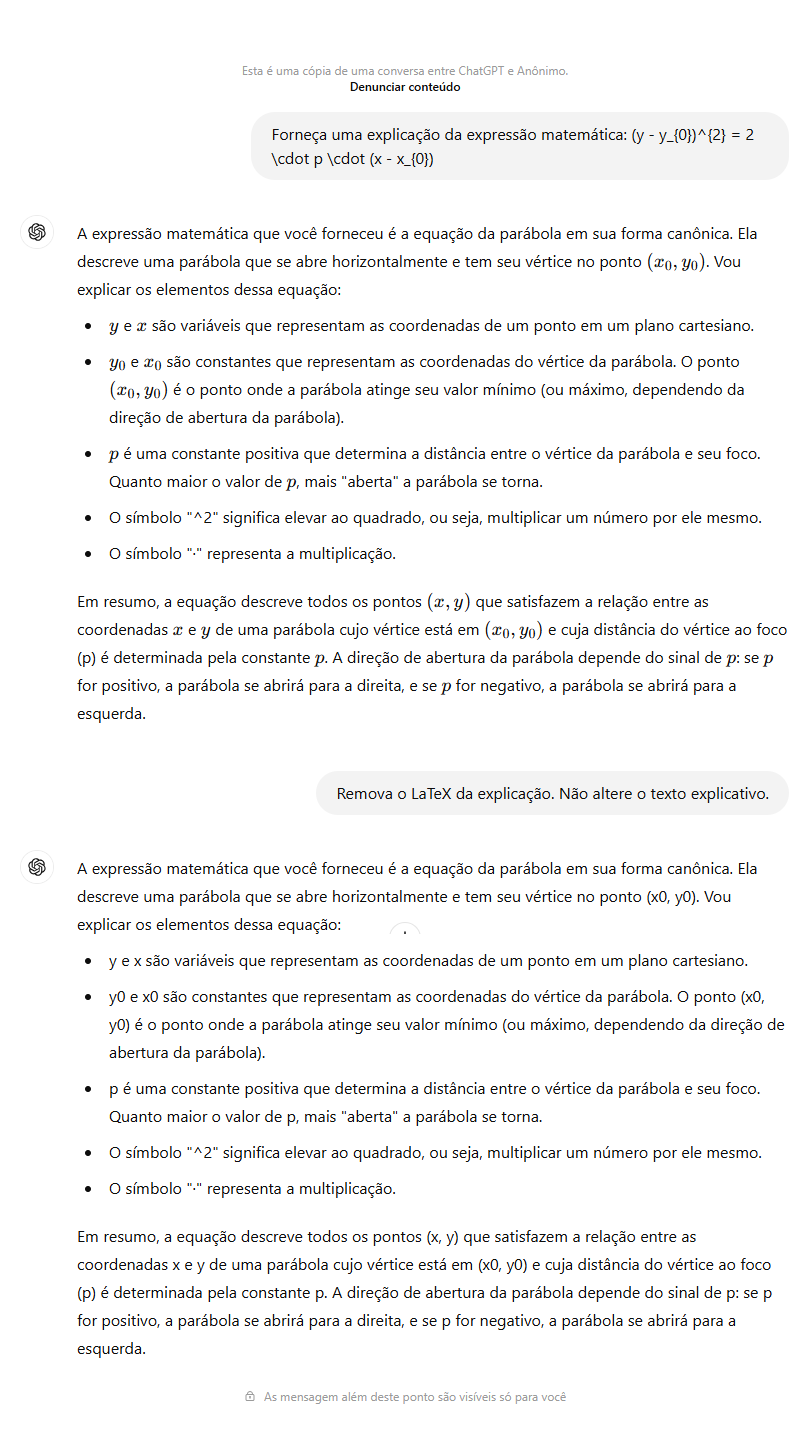 Esta é uma cópia de uma conversa entre ChatGPT e Anônimo.
Denunciar conteúdo
Forneça uma explicação da expressão matemática: (y - y_{0})^{2} = 2
\cdot p \cdot (x - x_{0})
A expressão matemática que você forneceu é a equação da parábola em sua forma canônica. Ela
descreve uma parábola que se abre horizontalmente e tem seu vértice no ponto (x₀, y₀). Vou
explicar os elementos dessa equação:
• y e x são variáveis que representam as coordenadas de um ponto em um plano cartesiano.
• y₀ e x₀ são constantes que representam as coordenadas do vértice da parábola. O ponto
(x₀, y₀) é o ponto onde a parábola atinge seu valor mínimo (ou máximo, dependendo da
direção de abertura da parábola).
• p é uma constante positiva que determina a distância entre o vértice da parábola e seu foco.
Quanto maior o valor de p, mais "aberta" a parábola se torna.
• O símbolo "^2" significa elevar ao quadrado, ou seja, multiplicar um número por ele mesmo.
• O símbolo "·" representa a multiplicação.
Em resumo, a equação descreve todos os pontos (x, y) que satisfazem a relação entre as
coordenadas x e y de uma parábola cujo vértice está em (x₀, y₀) e cuja distância do vértice ao foco
(p) é determinada pela constante p. A direção de abertura da parábola depende do sinal de p: se p
for positivo, a parábola se abrirá para a direita, e se p for negativo, a parábola se abrirá para a
esquerda.
Remova o LaTeX da explicação. Não altere o texto explicativo.
A expressão matemática que você forneceu é a equação da parábola em sua forma canônica. Ela
descreve uma parábola que se abre horizontalmente e tem seu vértice no ponto (x0, y0). Vou
explicar os elementos dessa equação:
• y e x são variáveis que representam as coordenadas de um ponto em um plano cartesiano.
• y0 e x0 são constantes que representam as coordenadas do vértice da parábola. O ponto (x0,
y0) é o ponto onde a parábola atinge seu valor mínimo (ou máximo, dependendo da direção de
abertura da parábola).
• p é uma constante positiva que determina a distância entre o vértice da parábola e seu foco.
Quanto maior o valor de p, mais "aberta" a parábola se torna.
• O símbolo "^2" significa elevar ao quadrado, ou seja, multiplicar um número por ele mesmo.
• O símbolo "·" representa a multiplicação.
Em resumo, a equação descreve todos os pontos (x, y) que satisfazem a relação entre as
coordenadas x e y de uma parábola cujo vértice está em (x0, y0) e cuja distância do vértice ao foco
(p) é determinada pela constante p. A direção de abertura da parábola depende do sinal de p: se p
for positivo, a parábola se abrirá para a direita, e se p for negativo, a parábola se abrirá para a
esquerda.
As mensagem além deste ponto são visíveis só para você